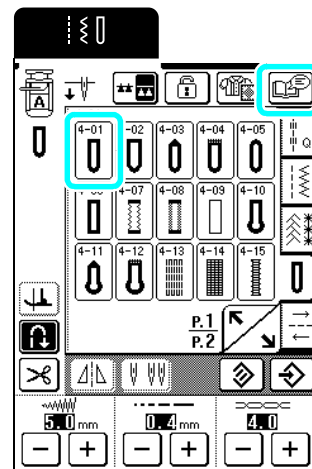 A
4-01 -02 4-03 4-04 4-05
Q
4-07 4-08 4-09 4-10
4-11 4-12 4-13 4-14 4-15
P.1
P.2
5.0 mm 0.4 mm 4.0
− + − + − +